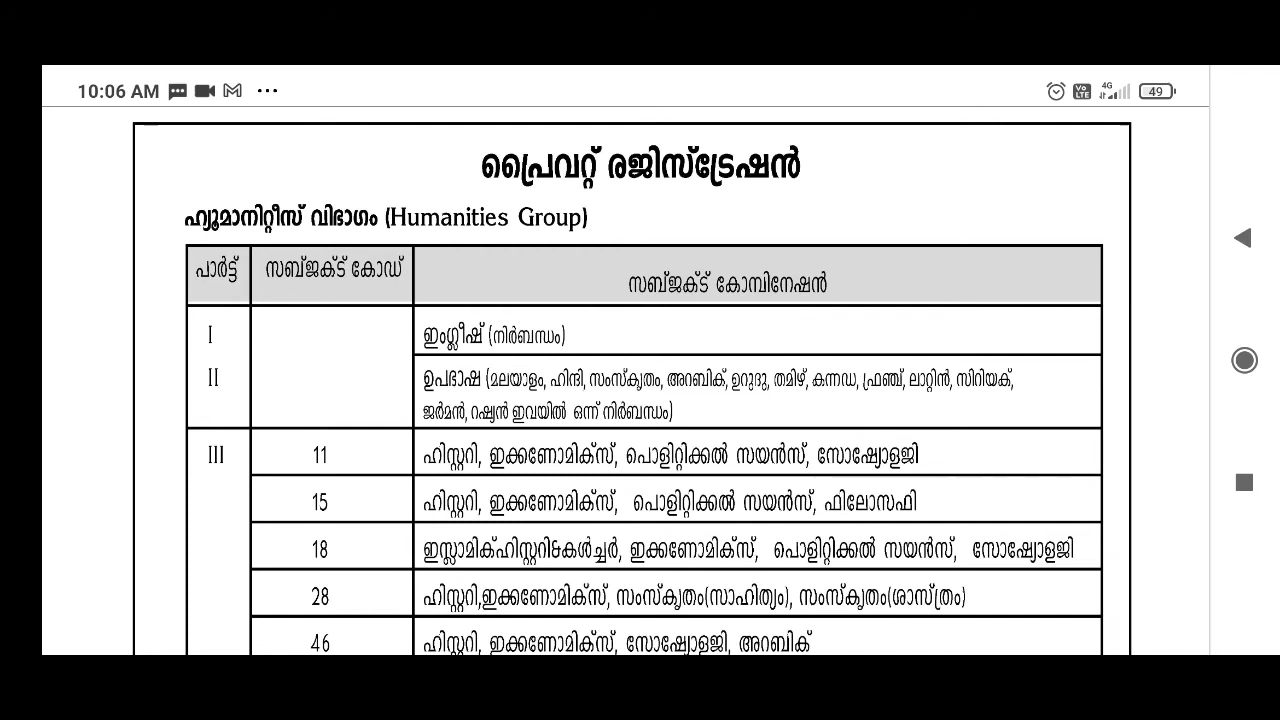 10:06 AM ... 4G Vo LTE 49
പ്രൈവറ്റ് രജിസ്ട്രേഷൻ
ഹ്യൂമാനിറ്റീസ് വിഭാഗം (Humanities Group)
പാർട്ട് സബ്ജക്ട് കോഡ് സബ്ജക്ട് കോമ്പിനേഷൻ
I ഇംഗ്ലീഷ് (നിർബന്ധം)
II ഉപഭാഷ (മലയാളം, ഹിന്ദി, സംസ്കൃതം, അറബിക്, ഉറുദു, തമിഴ്, കന്നഡ, ഫ്രഞ്ച്, ലാറ്റിൻ, സിറിയക്,
ജർമൻ, റഷ്യൻ ഇവയിൽ ഒന്ന് നിർബന്ധം)
III 11 ഹിസ്റ്ററി, ഇക്കണോമിക്സ്, പൊളിറ്റിക്കൽ സയൻസ്, സോഷ്യോളജി
15 ഹിസ്റ്ററി, ഇക്കണോമിക്സ്, പൊളിറ്റിക്കൽ സയൻസ്, ഫിലോസഫി
18 ഇസ്ലാമിക്ഹിസ്റ്ററി&കൾച്ചർ, ഇക്കണോമിക്സ്, പൊളിറ്റിക്കൽ സയൻസ്, സോഷ്യോളജി
28 ഹിസ്റ്ററി,ഇക്കണോമിക്സ്, സംസ്കൃതം(സാഹിത്യം), സംസ്കൃതം(ശാസ്ത്രം)
46 ഹിസ്റ്ററി, ഇക്കണോമിക്സ്, സോഷ്യോളജി, അറബിക്